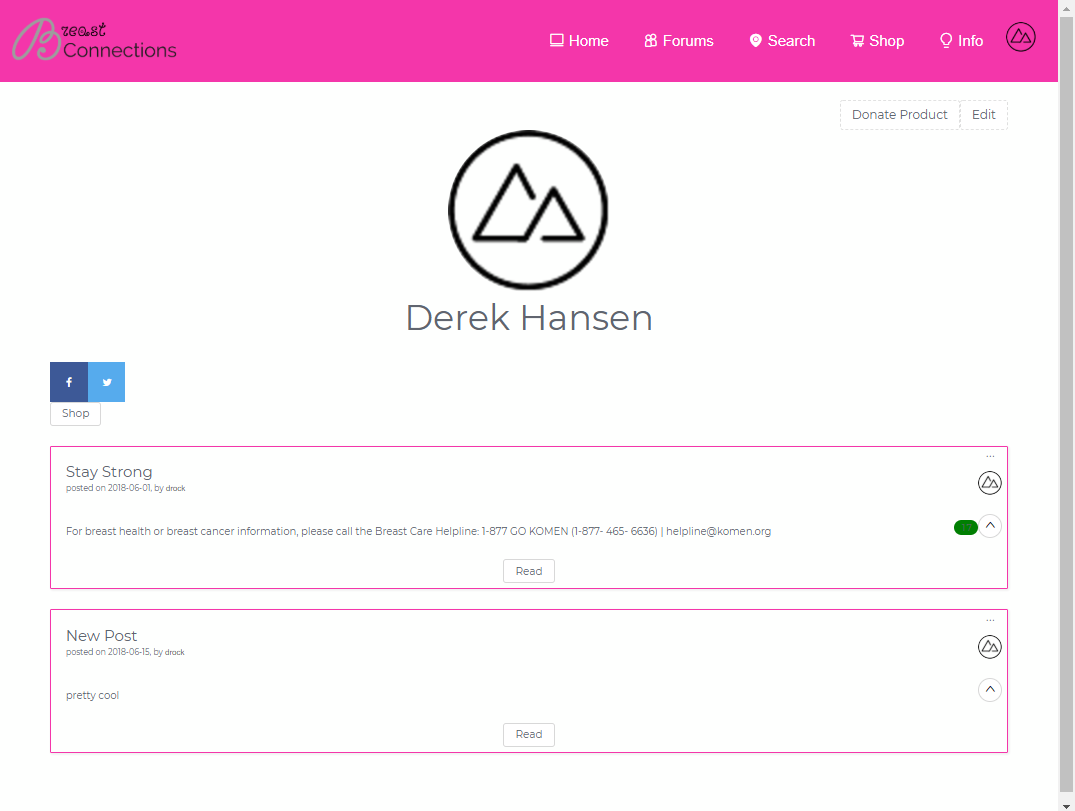 Breast
Connections
Home Forums Search Shop Info
Donate Product Edit
Derek Hansen
Shop
...
Stay Strong
posted on 2018-06-01, by drock
For breast health or breast cancer information, please call the Breast Care Helpline: 1-877 GO KOMEN (1-877- 465- 6636) | helpline@komen.org
Read
...
New Post
posted on 2018-06-15, by drock
pretty cool
Read